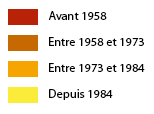 Avant 1958
Entre 1958 et 1973
Entre 1973 et 1984
Depuis 1984